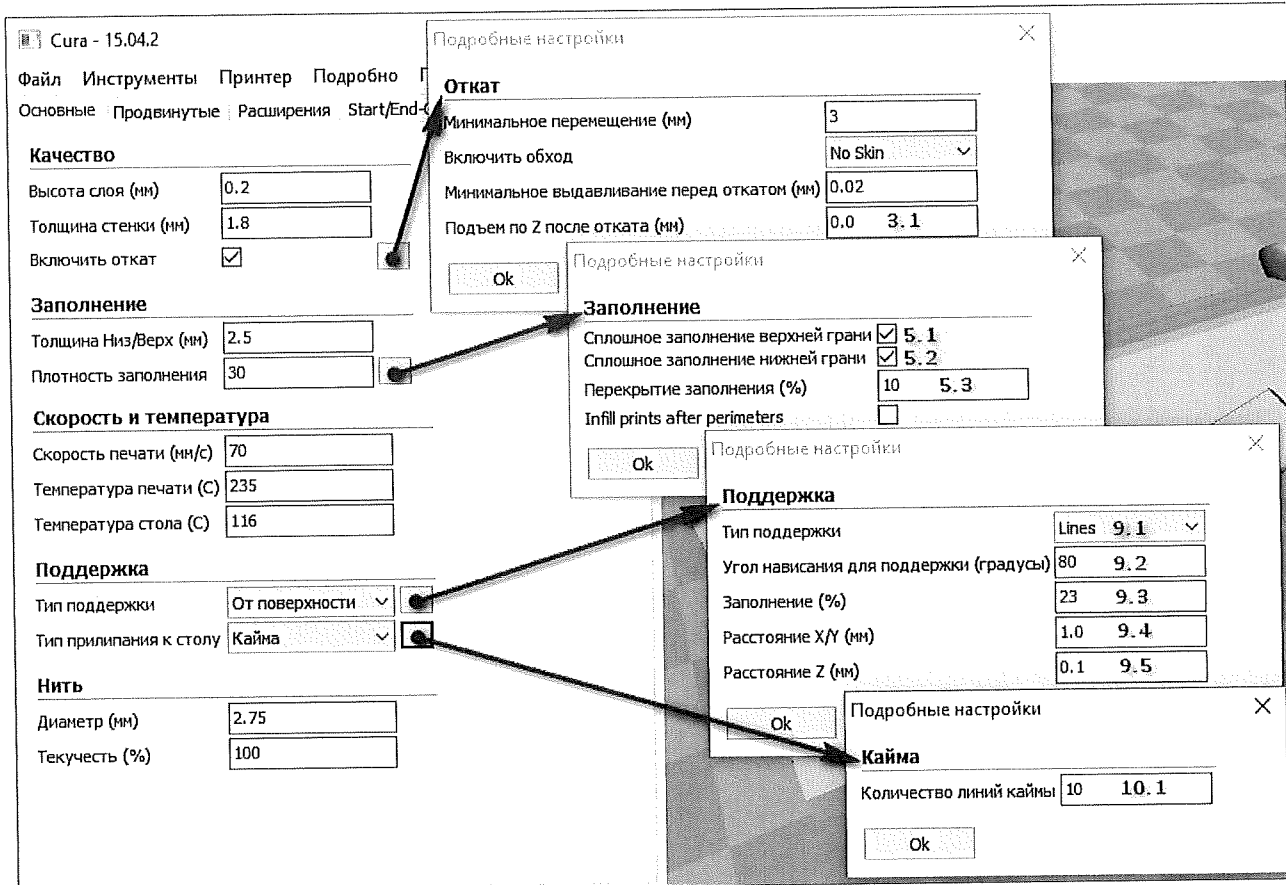 Cura - 15.04.2
Файл Инструменты Принтер Подробно
Основные Продвинутые Расширения Start/End-
Качество
Высота слоя (мм) 0.2
Толщина стенки (мм) 1.8
Включить откат
Заполнение
Толщина Низ/Верх (мм) 2.5
Плотность заполнения 30
Скорость и температура
Скорость печати (мм/с) 70
Температура печати (C) 235
Температура стола (C) 116
Поддержка
Тип поддержки От поверхности
Тип прилипания к столу Кайма
Нить
Диаметр (мм) 2.75
Текучесть (%) 100
Подробные настройки
Откат
Минимальное перемещение (мм) 3
Включить обход No Skin
Минимальное выдавливание перед откатом (мм) 0.02
Подъем по Z после отката (мм) 0.0 3.1
Ok
Подробные настройки
Заполнение
Сплошное заполнение верхней грани 5.1
Сплошное заполнение нижней грани 5.2
Перекрытие заполнения (%) 10 5.3
Infill prints after perimeters
Ok
Подробные настройки
Поддержка
Тип поддержки Lines 9.1
Угол нависания для поддержки (градусы) 80 9.2
Заполнение (%) 23 9.3
Расстояние X/Y (мм) 1.0 9.4
Расстояние Z (мм) 0.1 9.5
Ok
Подробные настройки
Кайма
Количество линий каймы 10 10.1
Ok